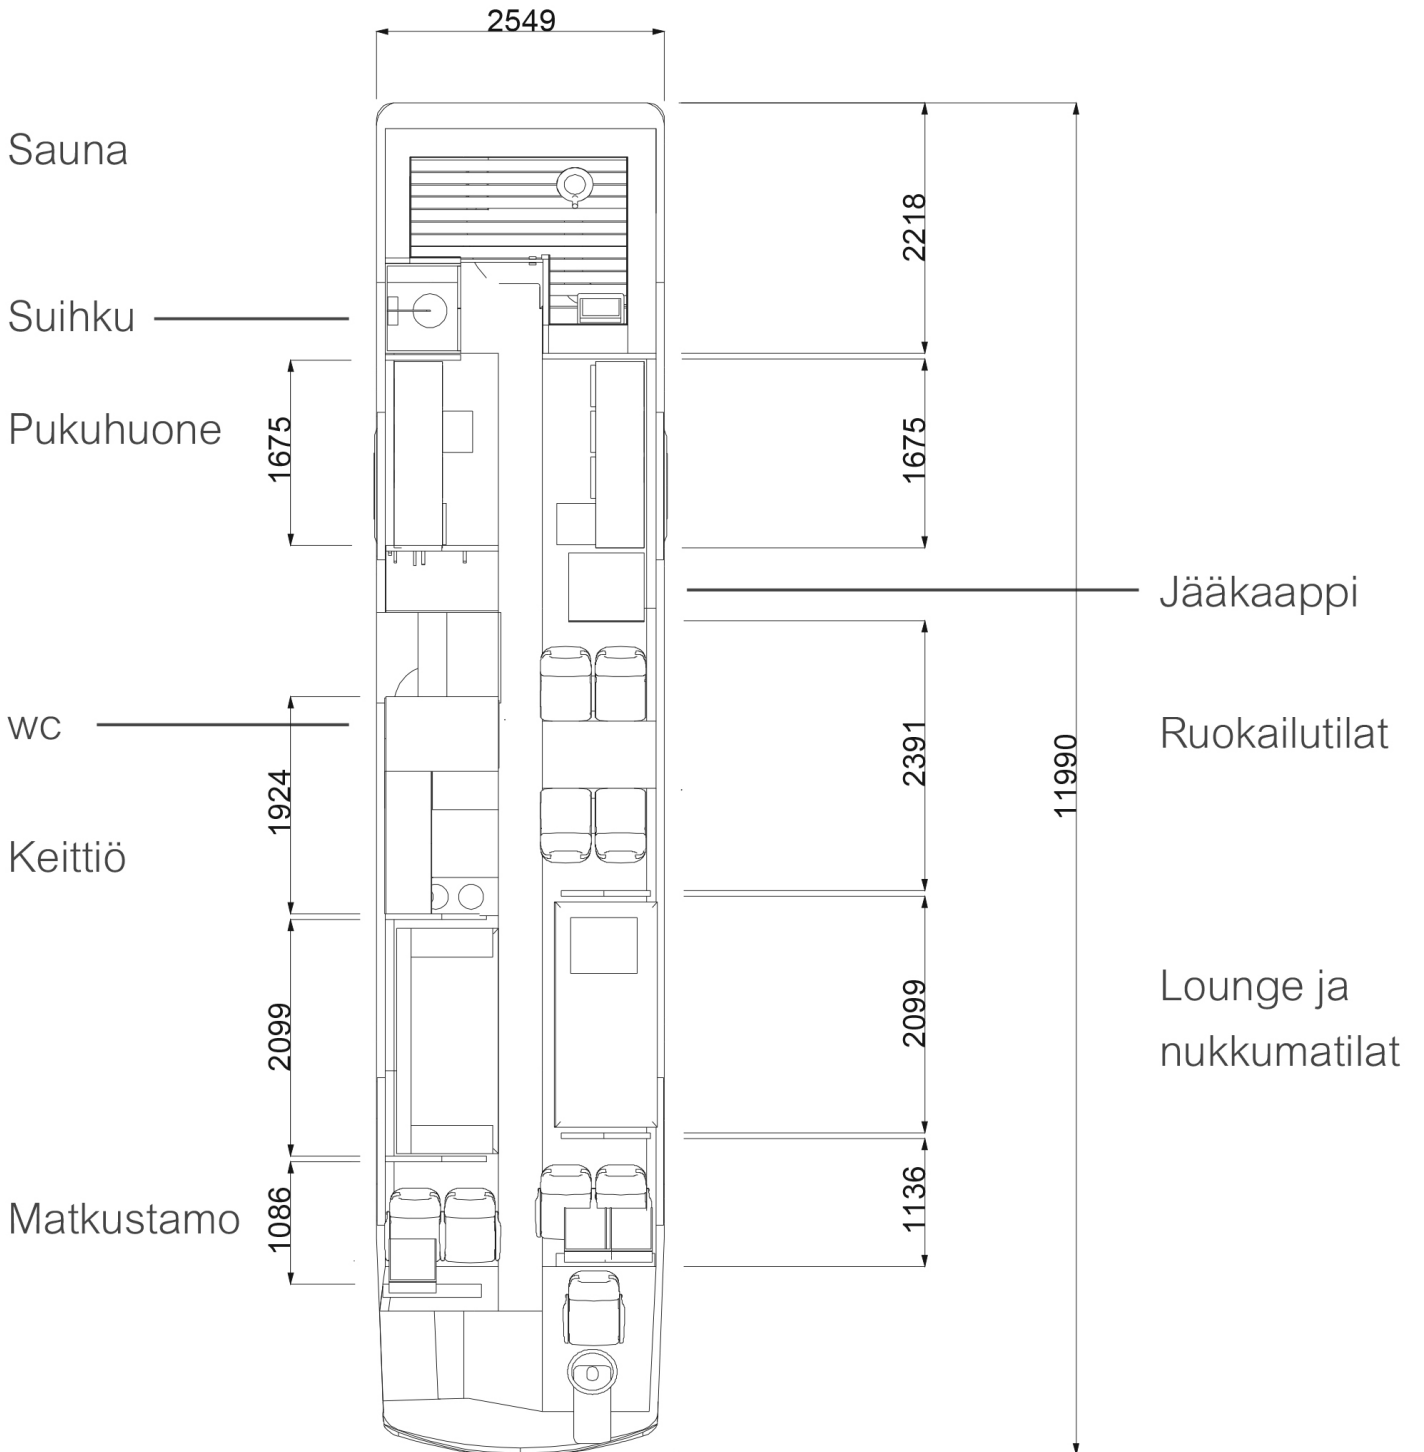 2549
Sauna
2218
Suihku
Pukuhuone
1675
1675
Jääkaappi
wc
Ruokailutilat
2391
11990
1924
Keittiö
Lounge ja
nukkumatilat
2099
2099
Matkustamo
1086
1136